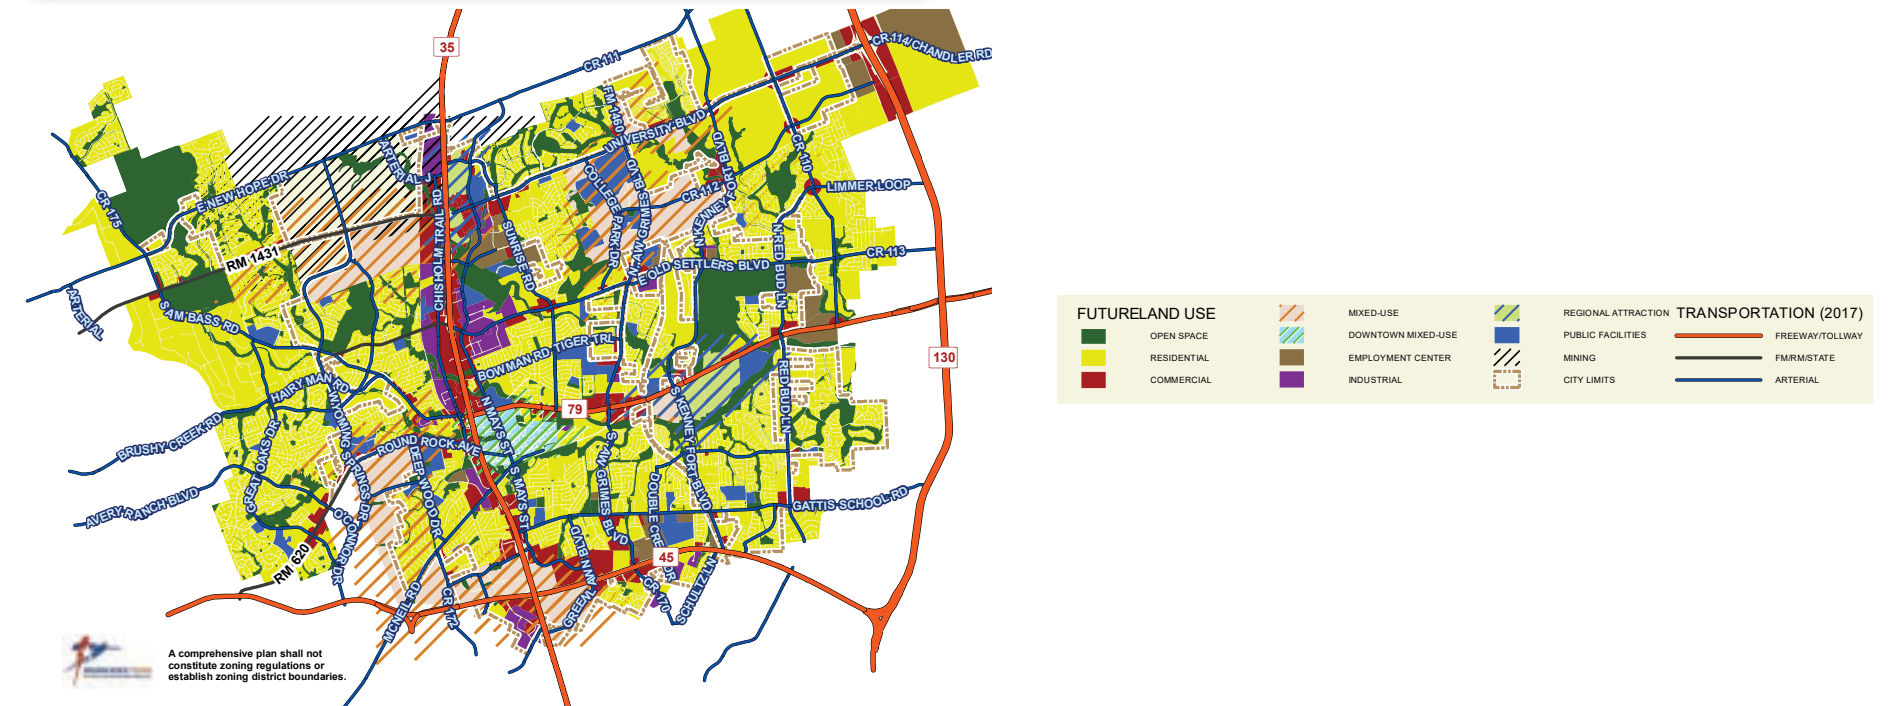 35
CR 111
CR 114/CHANDLER RD
FM 1460
UNIVERSITY BLVD
ARTERIAL J
N KENNEY FORT BLVD
CR 110
CR 175
E NEW HOPE DR
COLLEGE PARK DR
N AW GRIMES BLVD
CR 112
LIMMER LOOP
CHISHOLM TRAIL RD
SUNRISE RD
RM 1431
N RED BUD LN
CR 113
E OLD SETTLERS BLVD
ARTERIAL
SAM BASS RD
BOWMAN RD
TIGER TRL
130
HAIRY MAN RD
WYOMING SPRINGS DR
N MAYS ST
79
S KENNEY FORT BLVD
RED BUD LN
BRUSHY CREEK RD
GREAT OAKS DR
ROUND ROCK AVE
DEEP WOOD DR
S MAYS ST
S AW GRIMES BLVD
AVERY RANCH BLVD
O'CONNOR DR
DOUBLE CREEK DR
GATTIS SCHOOL RD
RM 620
45
MCNEIL RD
CR 172
GREENLAWN BLVD
CR 170
SCHULTZ LN
A comprehensive plan shall not
constitute zoning regulations or
establish zoning district boundaries.
FUTURELAND USE
OPEN SPACE
RESIDENTIAL
COMMERCIAL
MIXED-USE
DOWNTOWN MIXED-USE
EMPLOYMENT CENTER
INDUSTRIAL
REGIONAL ATTRACTION
PUBLIC FACILITIES
MINING
CITY LIMITS
TRANSPORTATION (2017)
FREEWAY/TOLLWAY
FM/RM/STATE
ARTERIAL